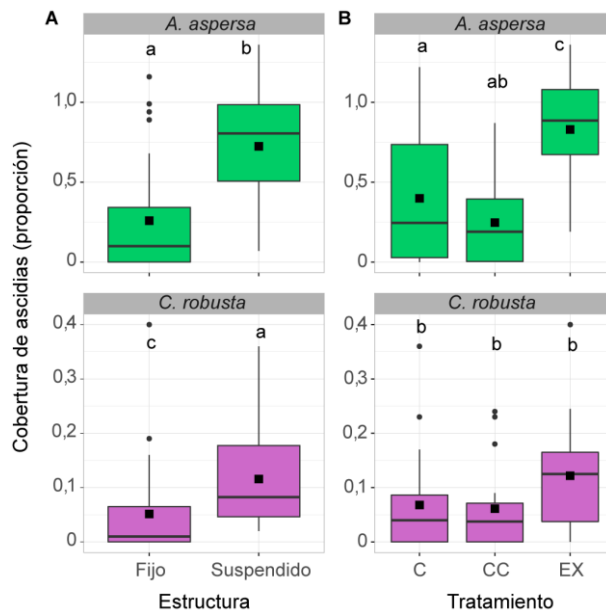 A
B
A. aspersa
A. aspersa
a
b
a
ab
c
1,0
0,5
0
1,0
0,5
0
Cobertura de ascidias (proporción)
C. robusta
C. robusta
c
a
b
b
b
0,4
0,3
0,2
0,1
0
0,4
0,3
0,2
0,1
0
Fijo
Suspendido
C
CC
EX
Estructura
Tratamiento